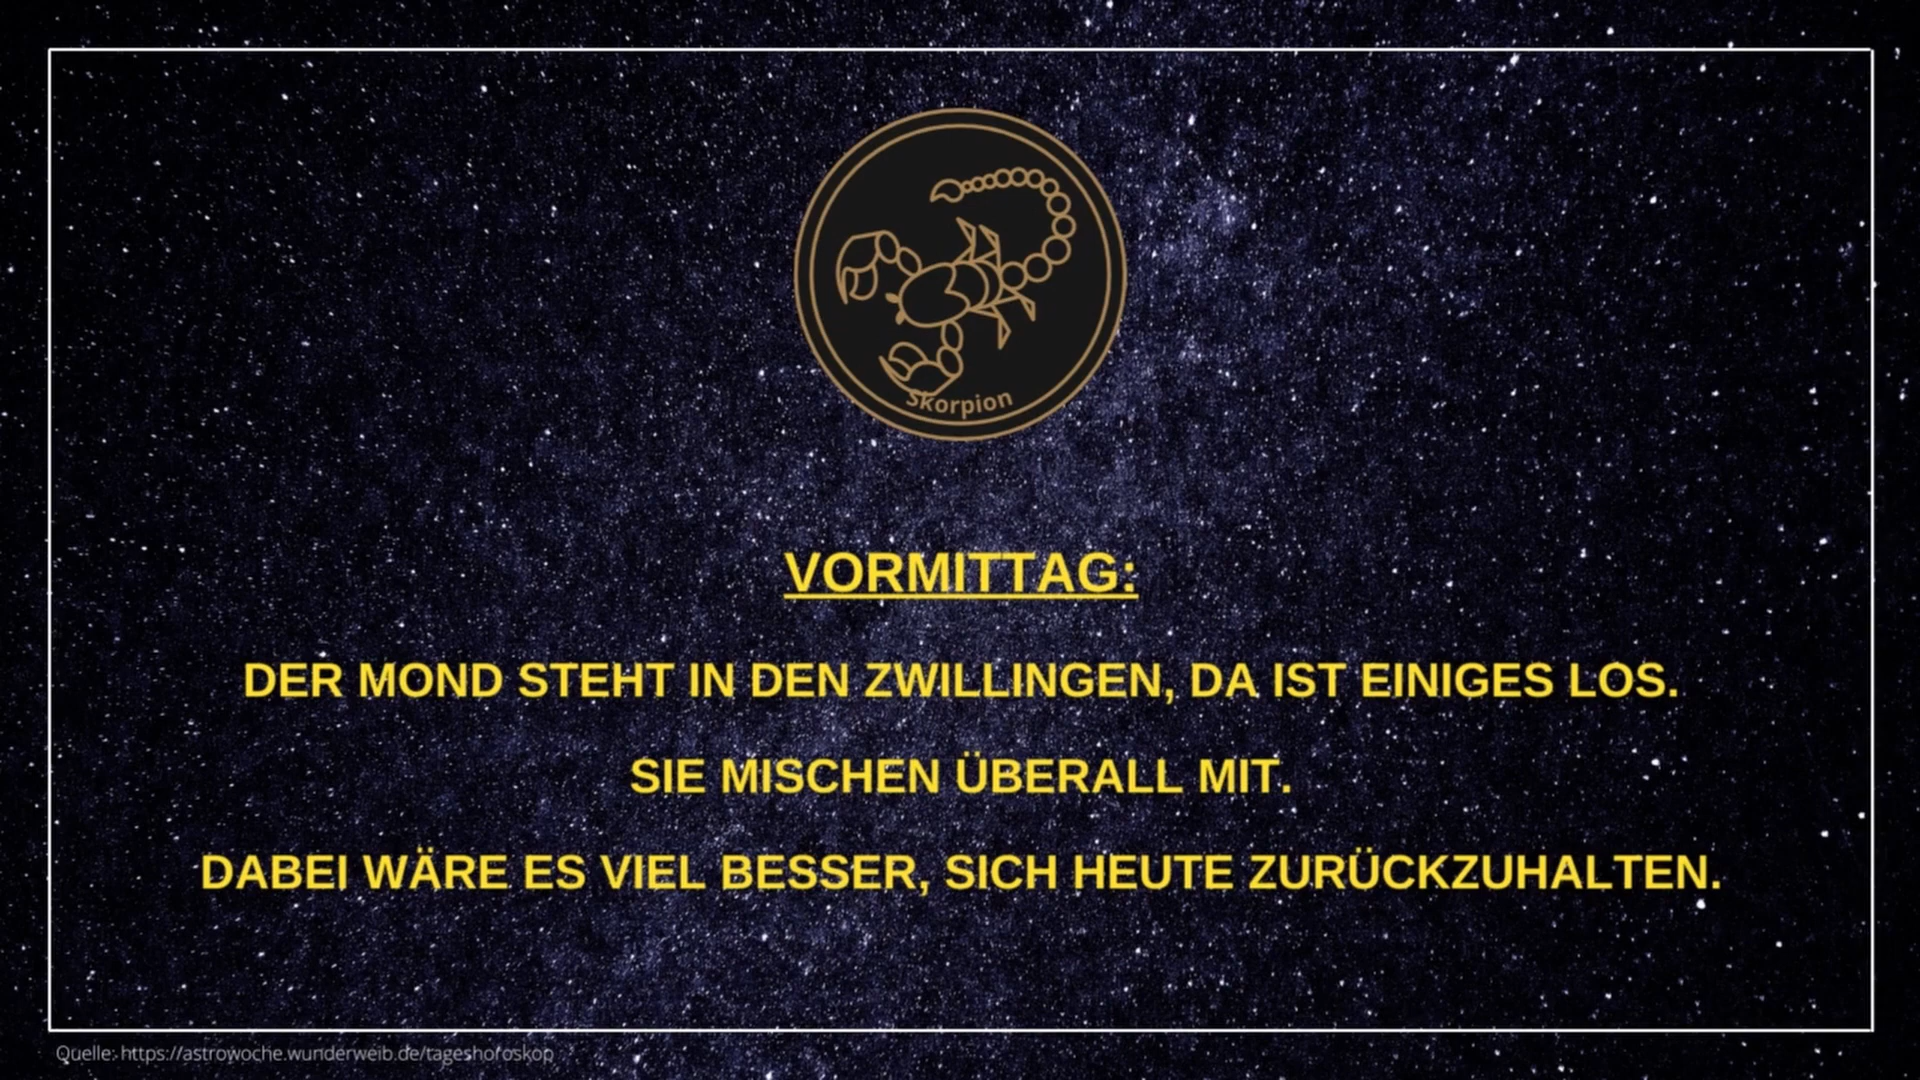 Skorpion
VORMITTAG:
DER MOND STEHT IN DEN ZWILLINGEN, DA IST EINIGES LOS.
SIE MISCHEN ÜBERALL MIT.
DABEI WÄRE ES VIEL BESSER, SICH HEUTE ZURÜCKZUHALTEN.
Quelle: https://astrowoche.wunderweib.de/tageshoroskop